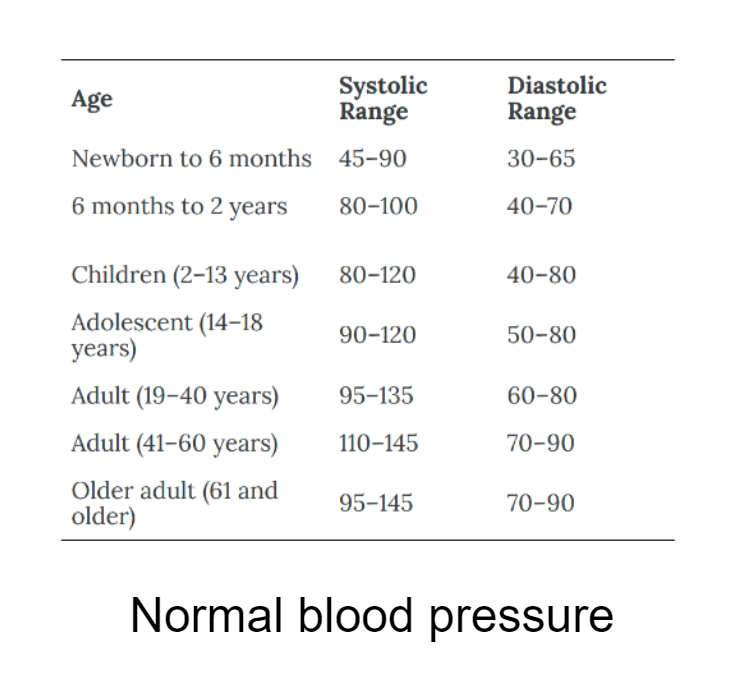 Age Systolic Range Diastolic Range
Newborn to 6 months 45–90 30–65
6 months to 2 years 80–100 40–70
Children (2–13 years) 80–120 40–80
Adolescent (14–18 years) 90–120 50–80
Adult (19–40 years) 95–135 60–80
Adult (41–60 years) 110–145 70–90
Older adult (61 and older) 95–145 70–90
Normal blood pressure